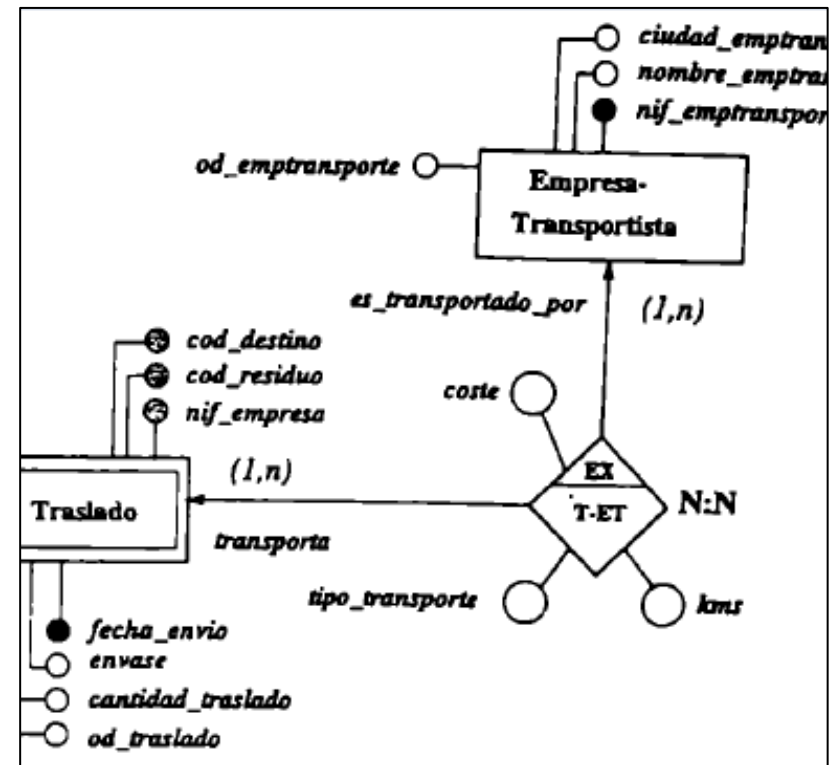 ciudad_emptran
nombre_emptra
nif_emptranspor
od_emptransporte
Empresa-
Transportista
es_transportado_por
(1,n)
cod_destino
cod_residuo
nif_empresa
coste
(1,n)
EX
Traslado
T-ET
N:N
transporta
tipo_transporte
kms
fecha_envio
envase
cantidad_traslado
od_traslado